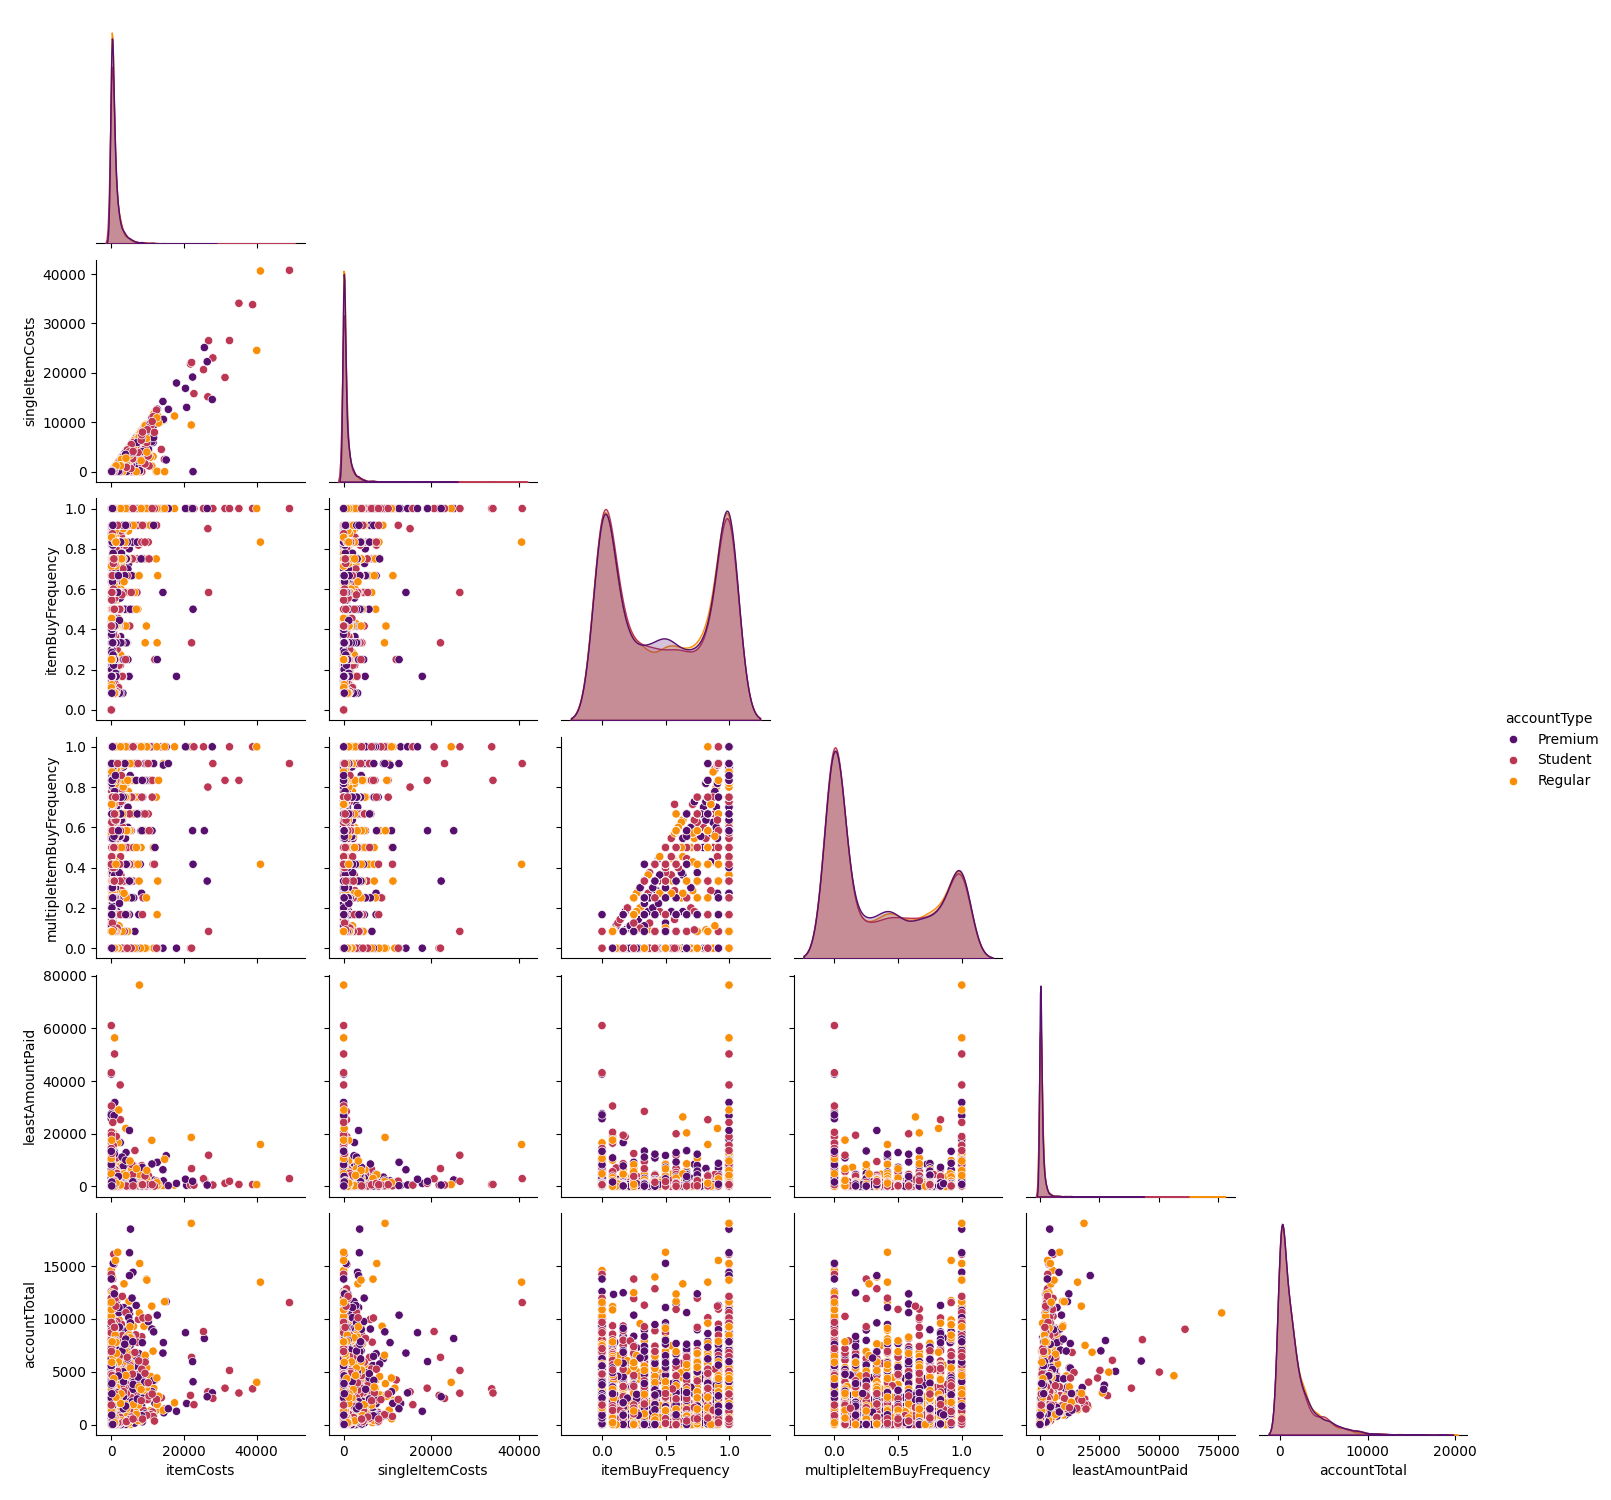 singleItemCosts
40000
30000
20000
10000
0
itemBuyFrequency
1.0
0.8
0.6
0.4
0.2
0.0
accountType
Premium
Student
Regular
multipleItemBuyFrequency
1.0
0.8
0.6
0.4
0.2
0.0
leastAmountPaid
80000
60000
40000
20000
0
accountTotal
15000
10000
5000
0
0 20000 40000
itemCosts
0 20000 40000
singleItemCosts
0.0 0.5 1.0
itemBuyFrequency
0.0 0.5 1.0
multipleItemBuyFrequency
0 25000 50000 75000
leastAmountPaid
0 10000 20000
accountTotal